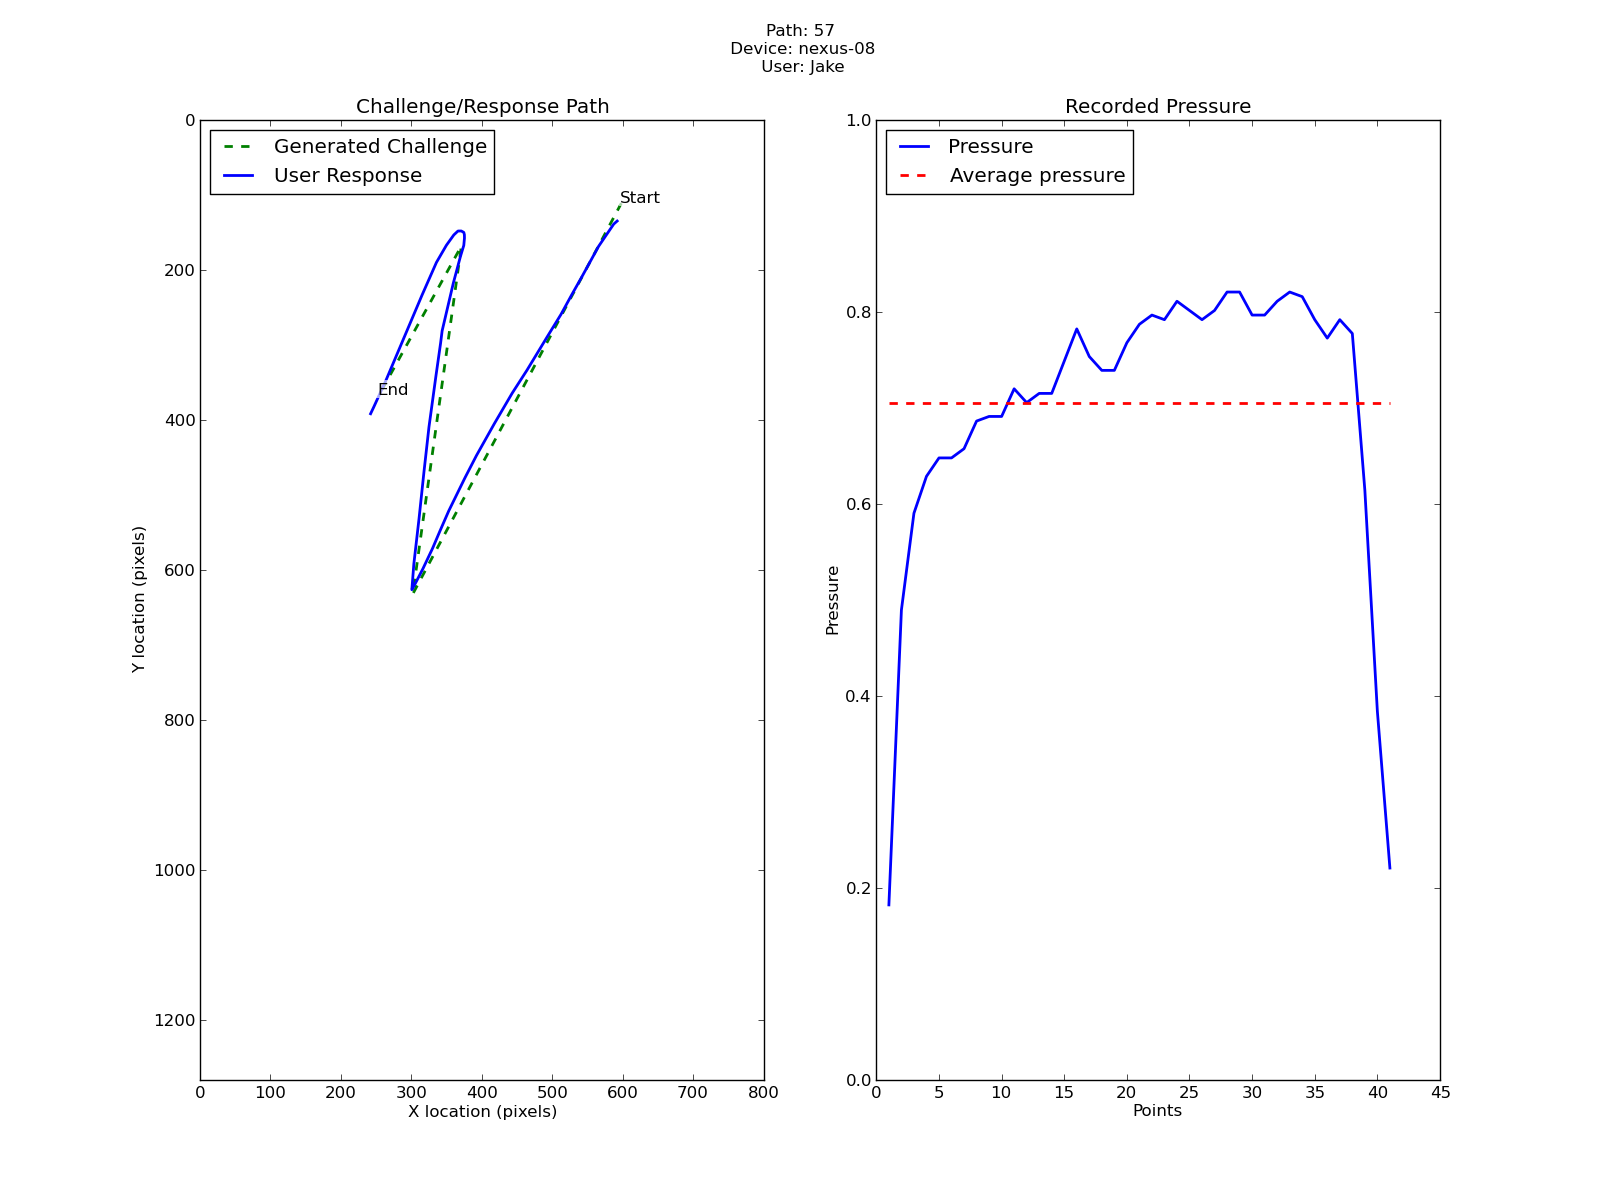 Path: 57
Device: nexus-08
User: Jake
Challenge/Response Path
Generated Challenge
User Response
Start
End
0
200
400
600
800
1000
1200
Y location (pixels)
0 100 200 300 400 500 600 700 800
X location (pixels)
Recorded Pressure
Pressure
Average pressure
1.0
0.8
0.6
0.4
0.2
0.0
Pressure
0 5 10 15 20 25 30 35 40 45
Points